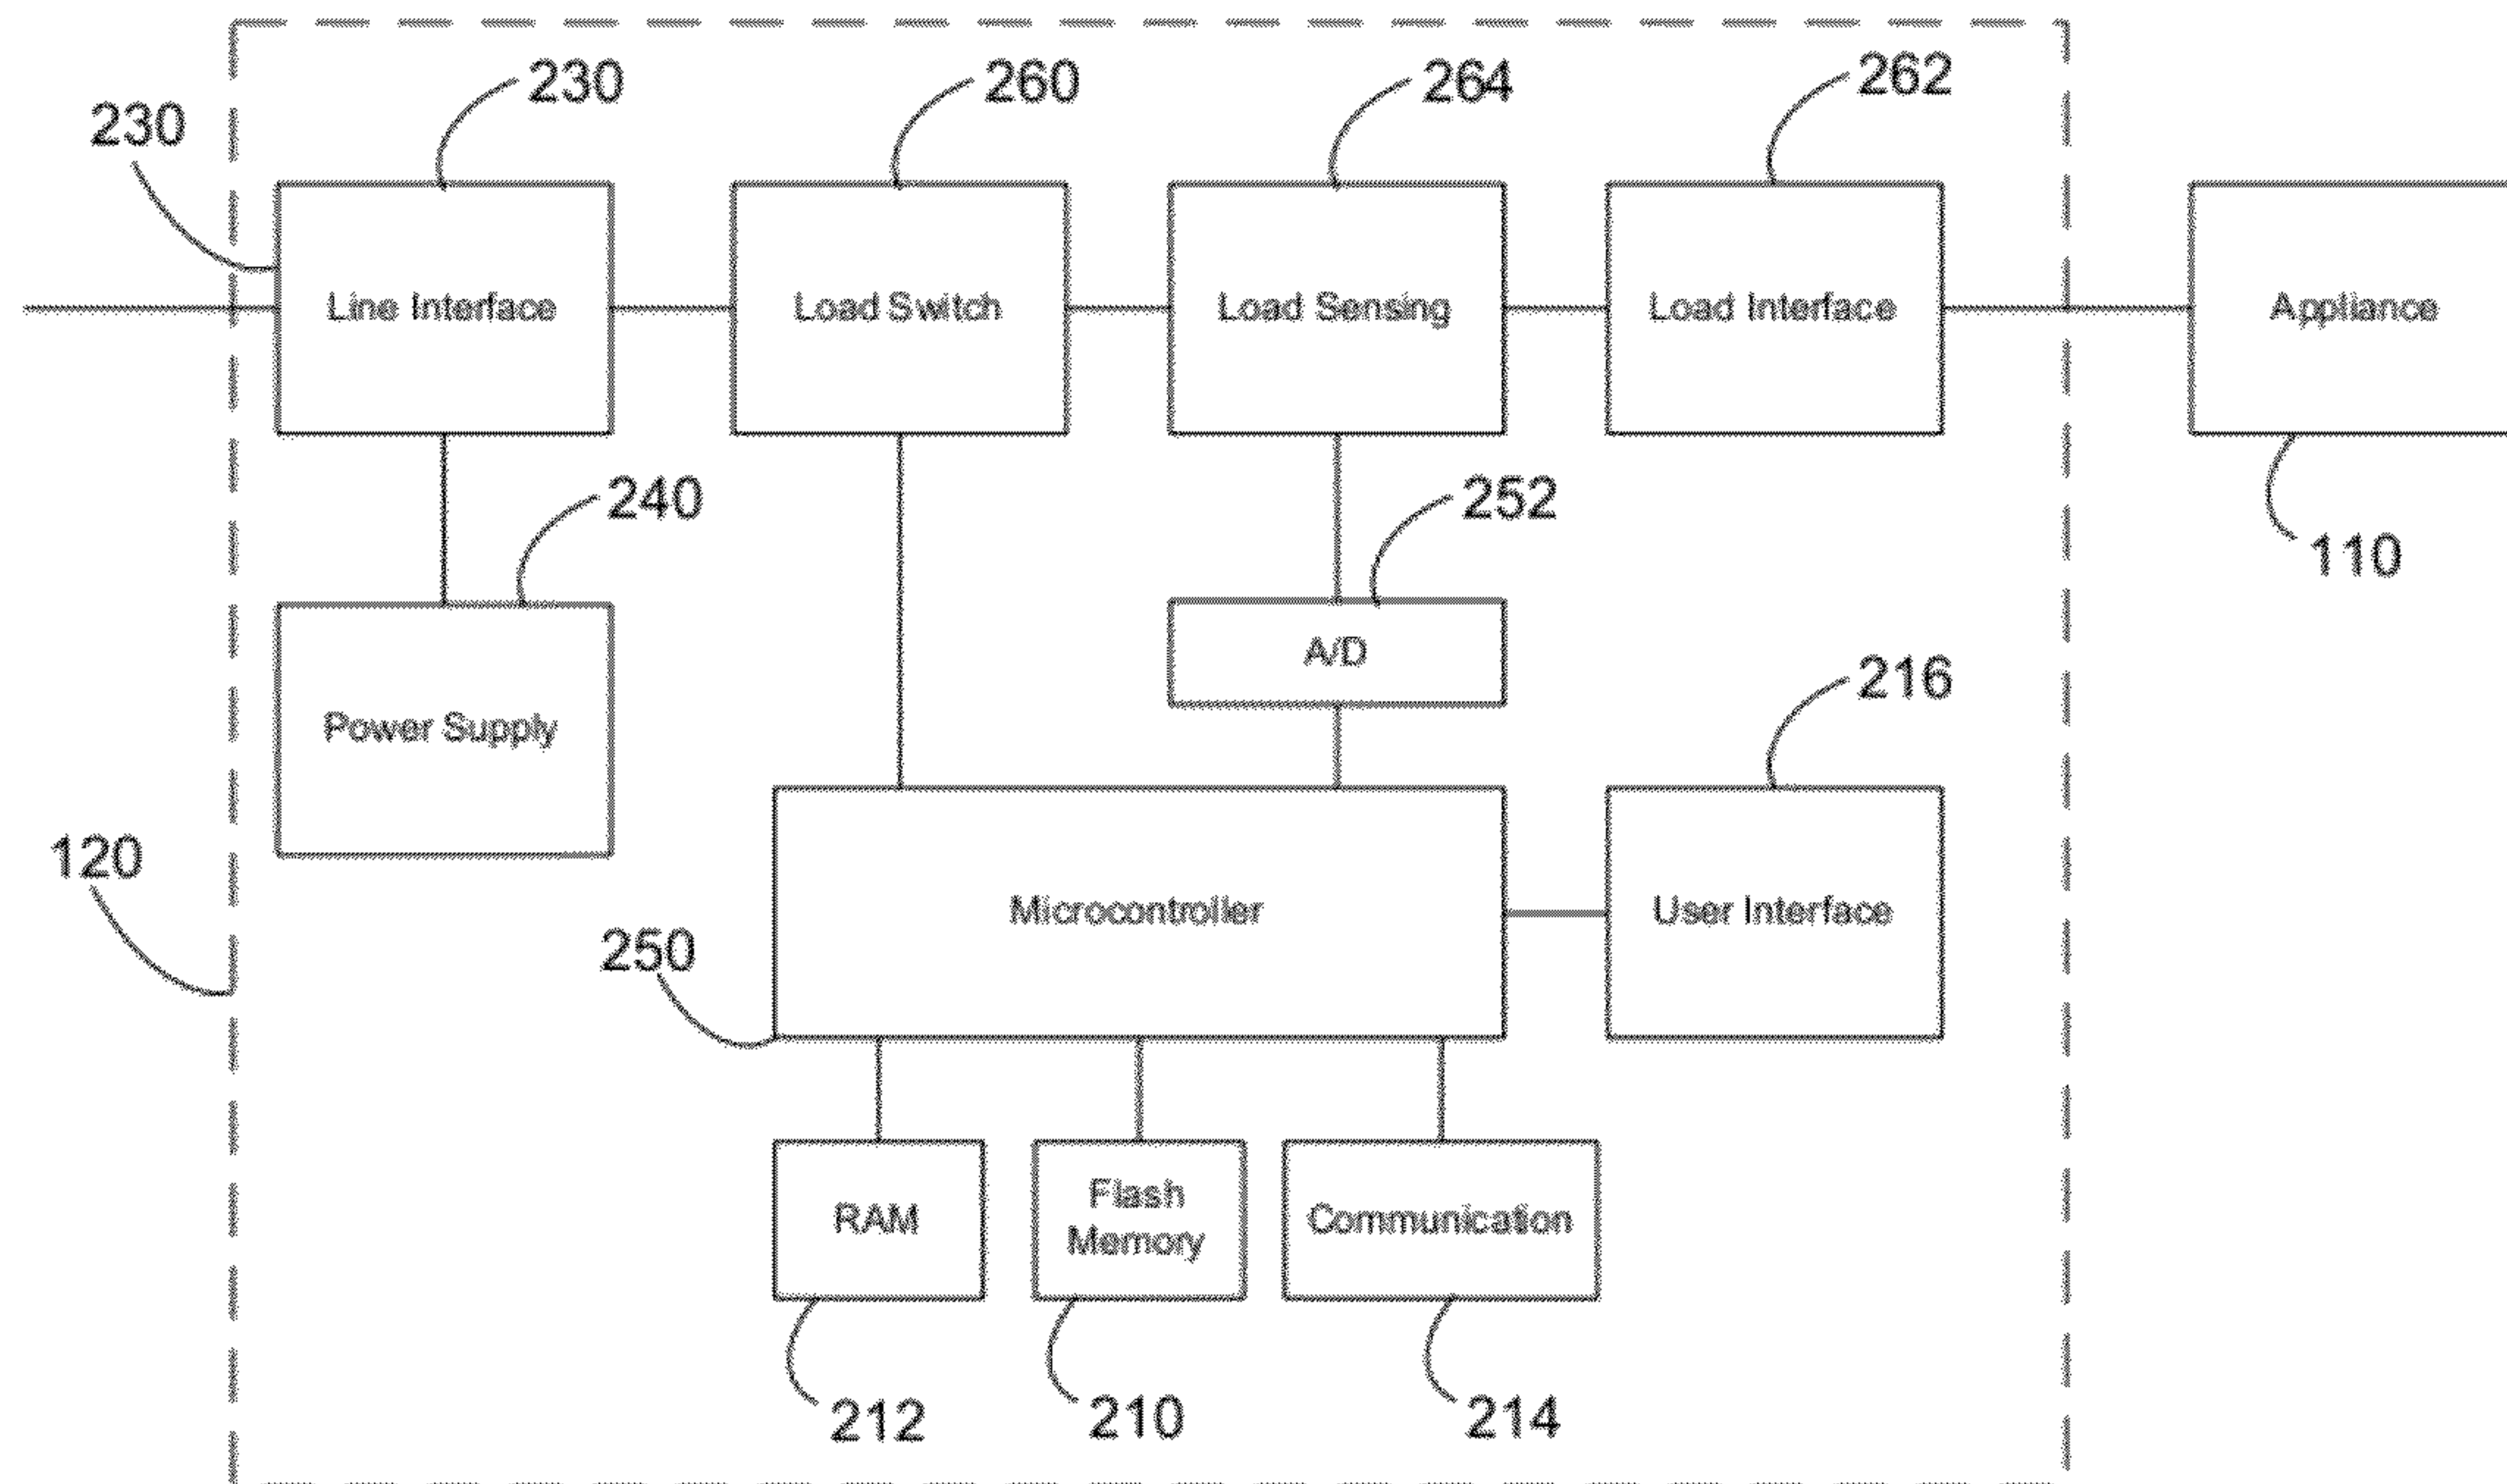 230
230
260
264
262
Line Interface
Load Switch
Load Sensing
Load Interface
Appliance
240
252
110
A/D
216
Power Supply
120
250
Microcontroller
User Interface
RAM
Flash
Memory
Communication
212
210
214